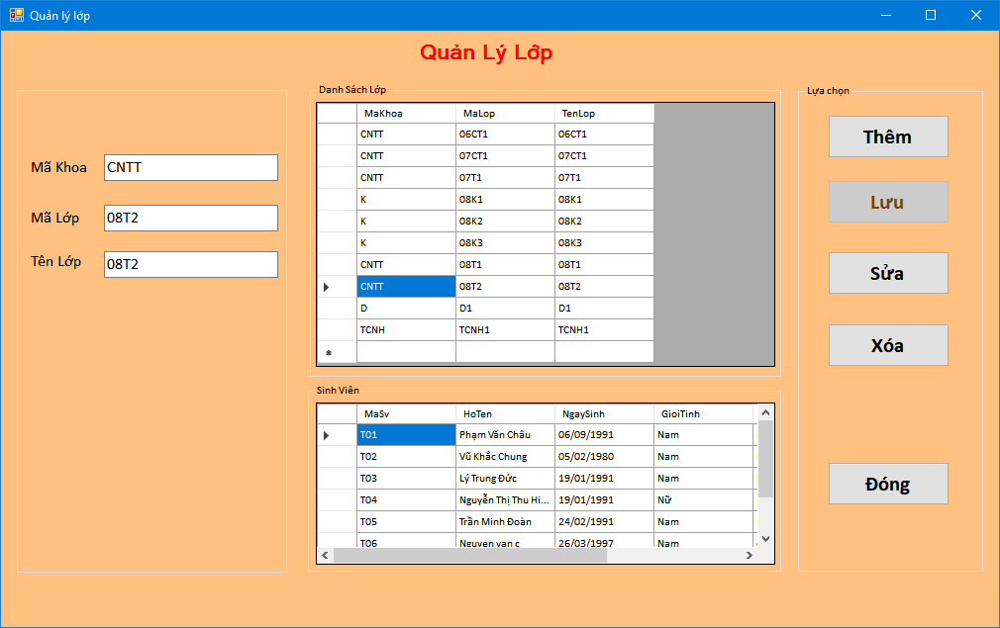 Quản lý lớp
Quản Lý Lớp
Mã Khoa CNTT
Mã Lớp 08T2
Tên Lớp 08T2
Danh Sách Lớp
MaKhoa MaLop TenLop
CNTT 06CT1 06CT1
CNTT 07CT1 07CT1
CNTT 07T1 07T1
K 08K1 08K1
K 08K2 08K2
K 08K3 08K3
CNTT 08T1 08T1
CNTT 08T2 08T2
D D1 D1
TCNH TCNH1 TCNH1
Sinh Viên
MaSv HoTen NgaySinh GioiTinh
T01 Phạm Văn Châu 06/09/1991 Nam
T02 Vũ Khắc Chung 05/02/1980 Nam
T03 Lý Trung Đức 19/01/1991 Nam
T04 Nguyễn Thị Thu Hi... 19/01/1991 Nữ
T05 Trần Minh Đoàn 24/02/1991 Nam
T06 Nguyen van c 26/03/1997 Nam
Lựa chọn
Thêm
Lưu
Sửa
Xóa
Đóng